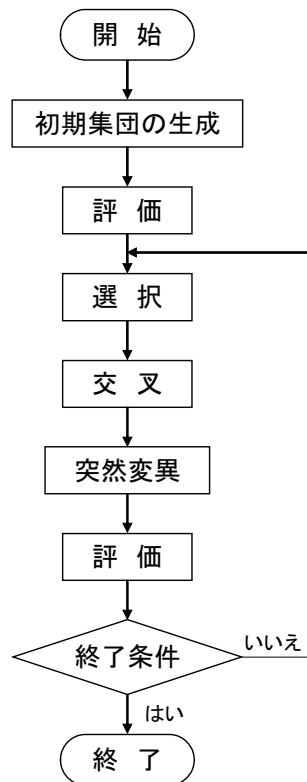 開 始
初期集団の生成
評 価
選 択
交 叉
突然変異
評 価
終了条件
いいえ
はい
終 了